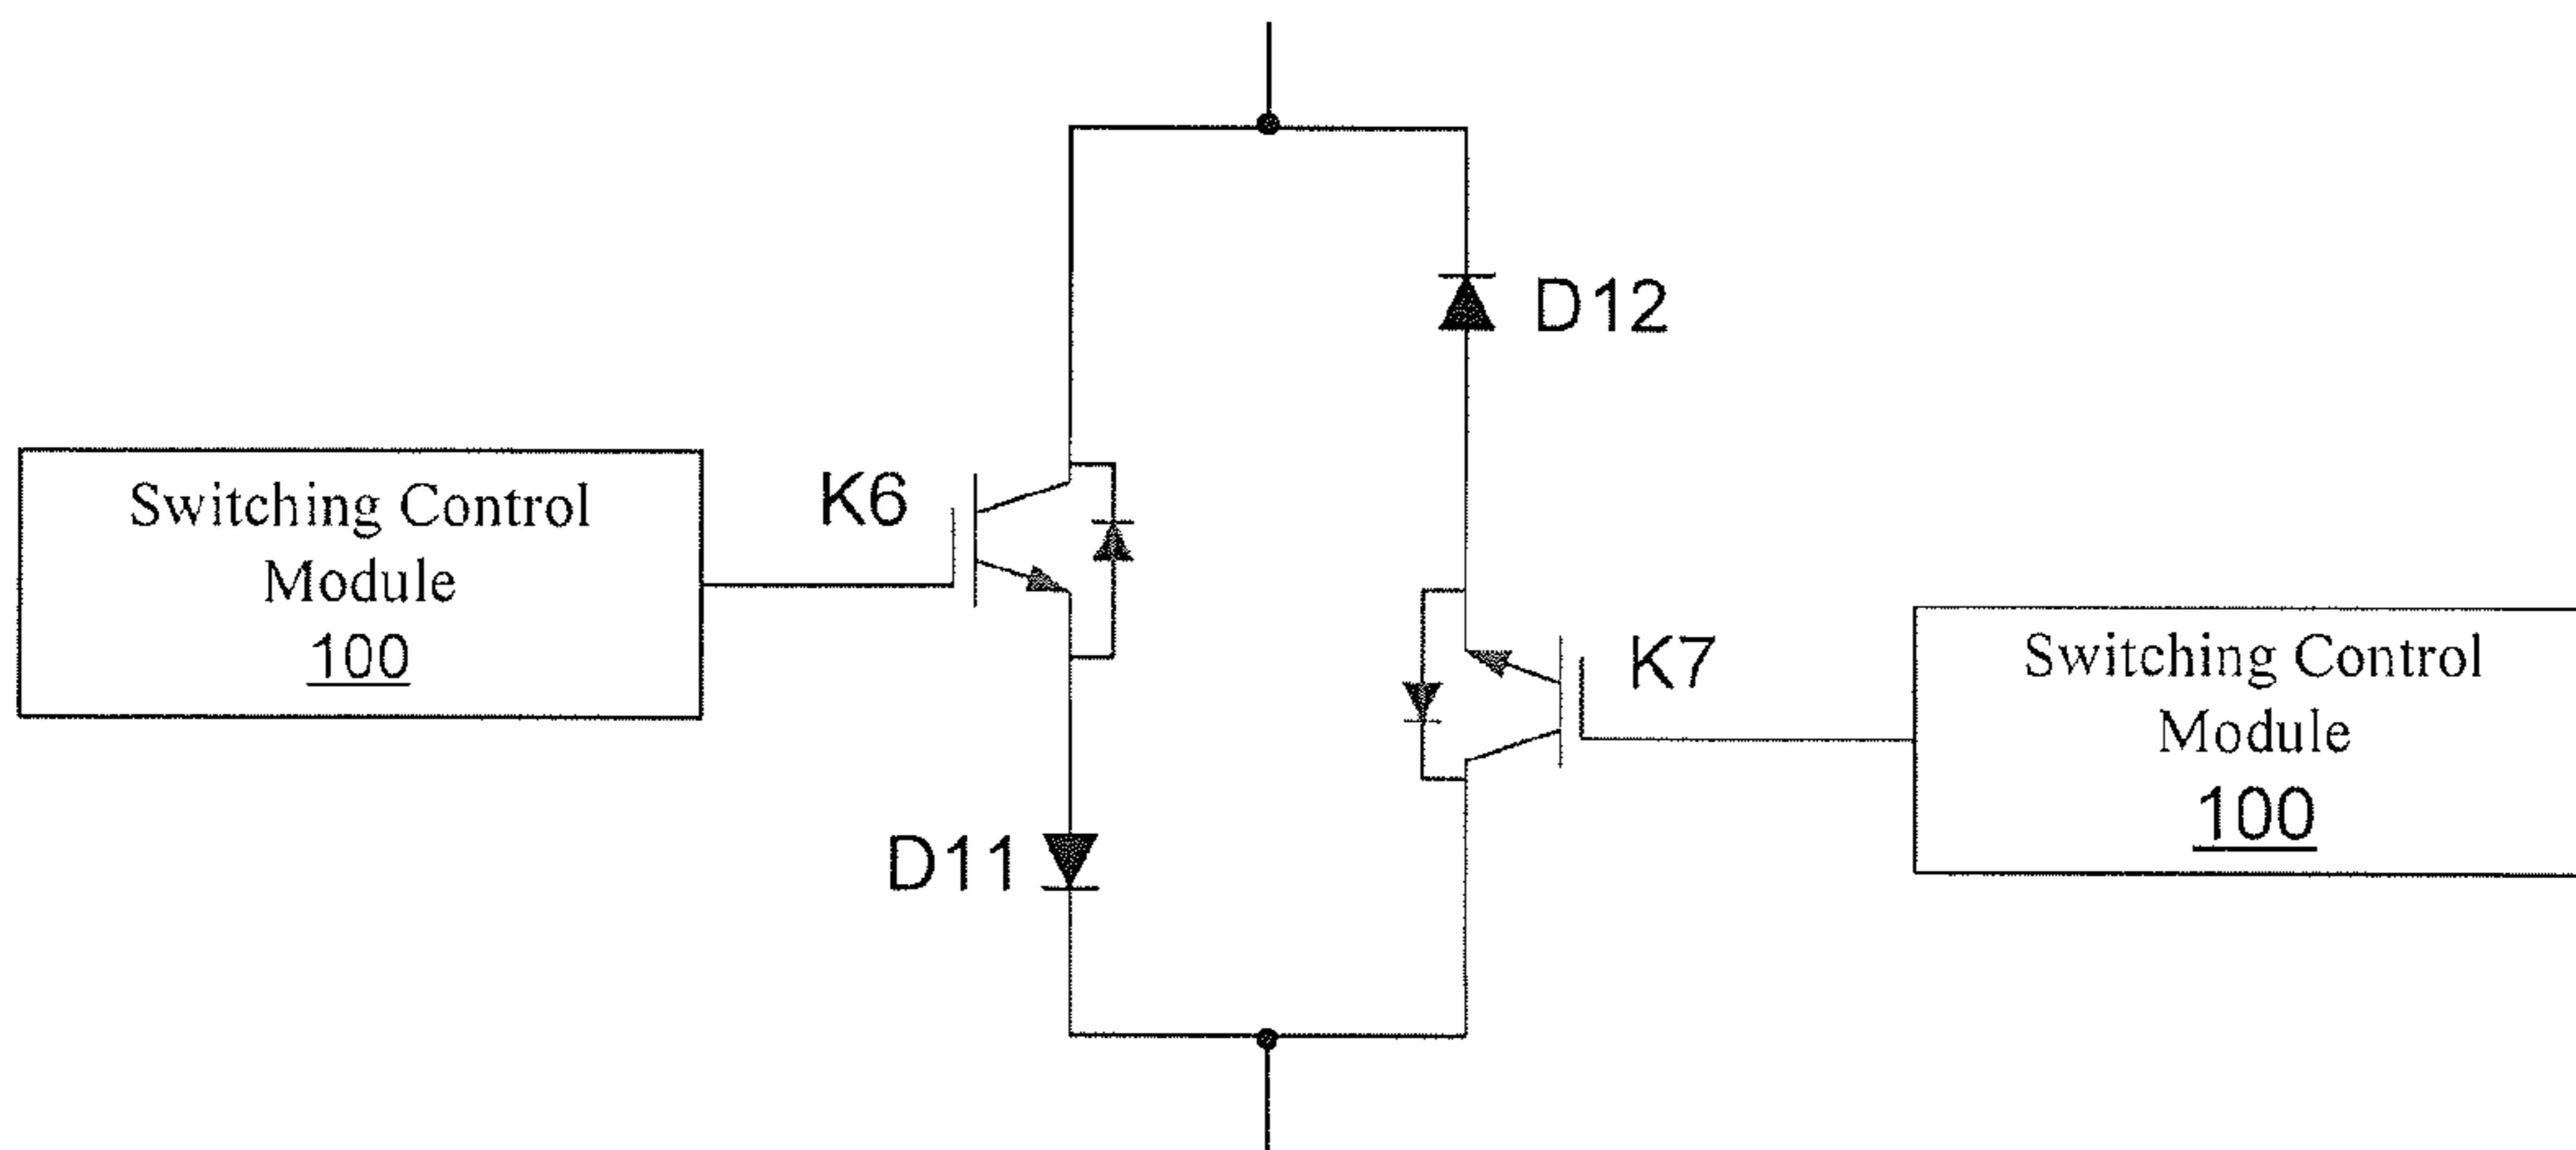 D12
K6
Switching Control
Module
100
K7
Switching Control
Module
100
D11